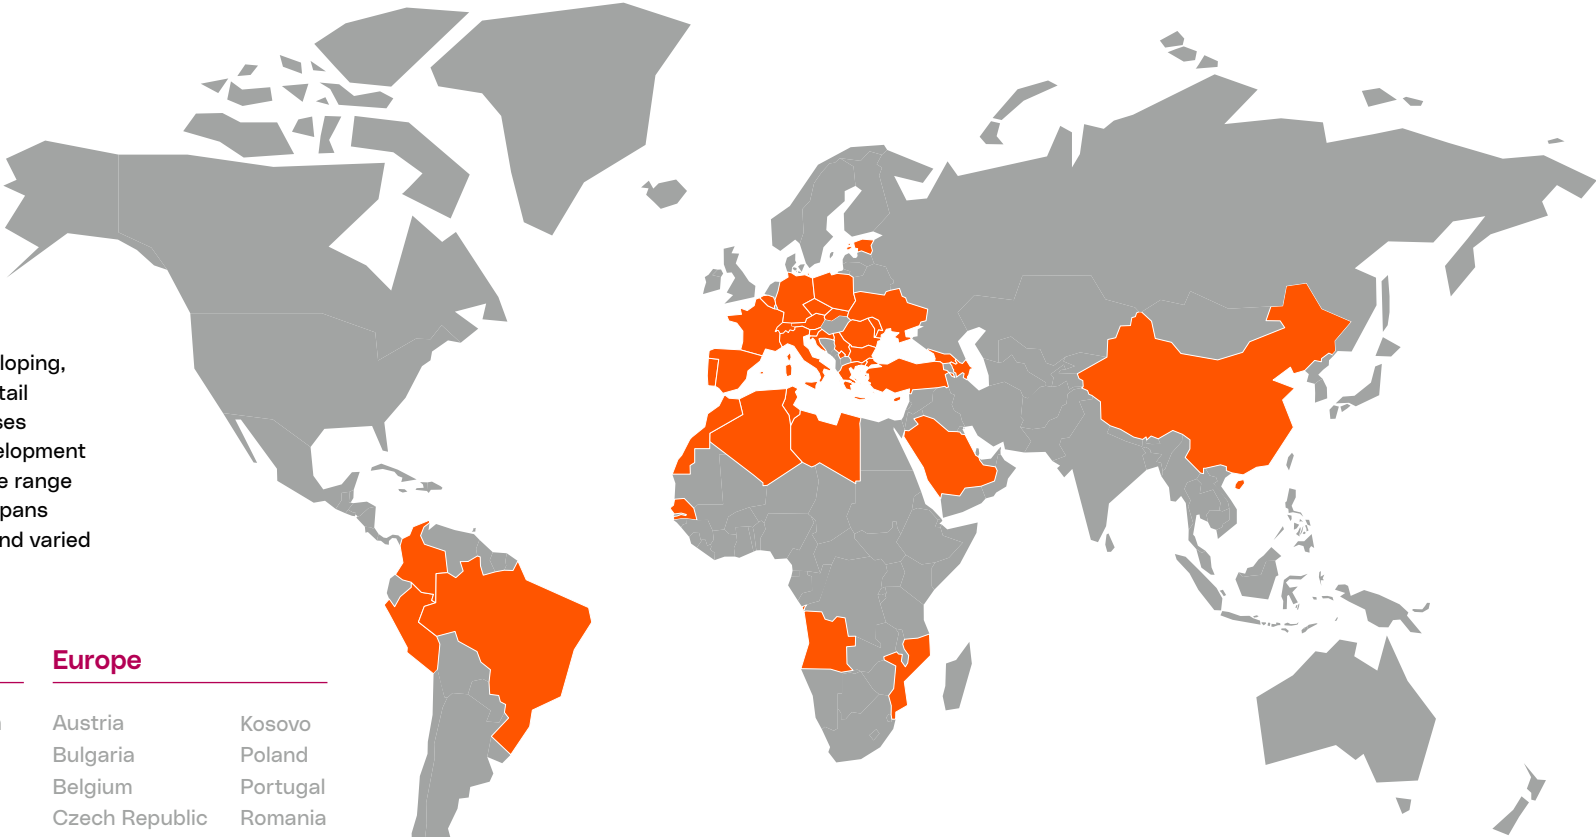 loping,
tail
ses
elopment
e range
pans
nd varied
Europe
Austria
Bulgaria
Belgium
Czech Republic
Kosovo
Poland
Portugal
Romania